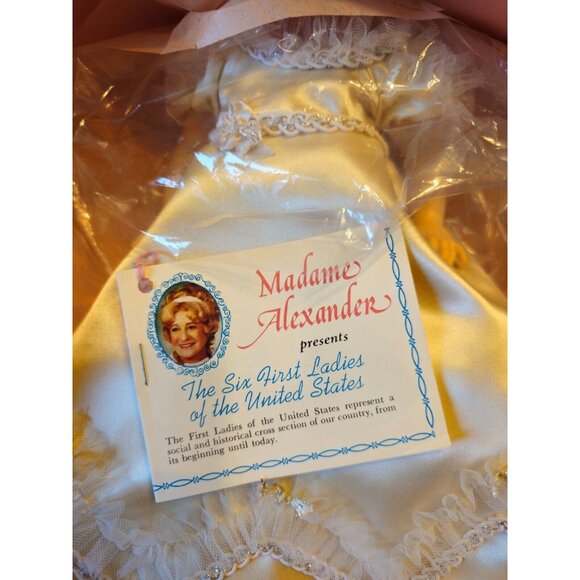 Madame
Alexander
presents
The Six First Ladies
of the United States
The First Ladies of the United States represent a
social and historical cross section of our country, from
its beginning until today.